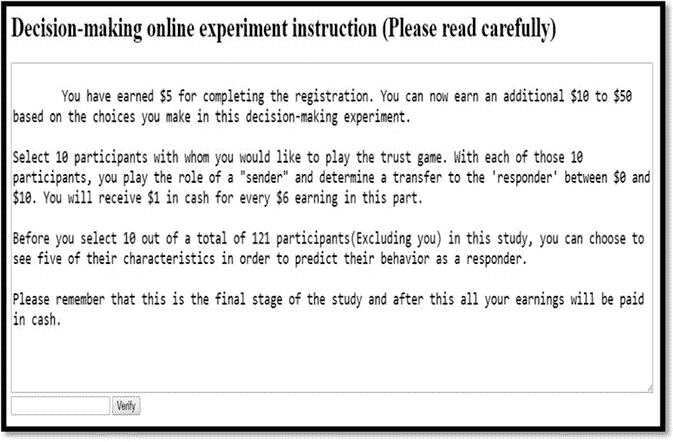 Decision-making online experiment instruction (Please read carefully)
You have earned $5 for completing the registration. You can now earn an additional $10 to $50
based on the choices you make in this decision-making experiment.
Select 10 participants with whom you would like to play the trust game. With each of those 10
participants, you play the role of a "sender" and determine a transfer to the 'responder' between $0 and
$10. You will receive $1 in cash for every $6 earning in this part.
Before you select 10 out of a total of 121 participants(Excluding you) in this study, you can choose to
see five of their characteristics in order to predict their behavior as a responder.
Please remember that this is the final stage of the study and after this all your earnings will be paid
in cash.
Verify